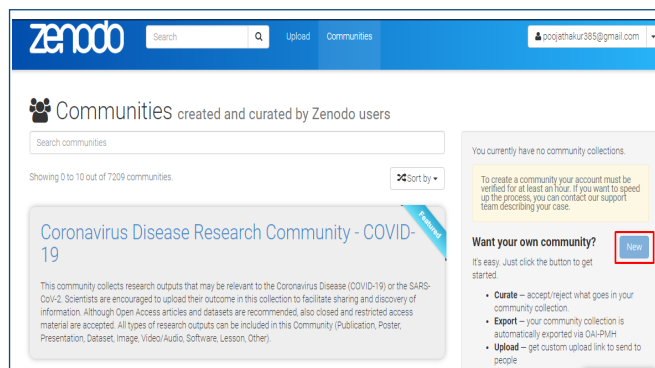 zenodo
Search
Upload
Communities
poojathakur385@gmail.com
Communities created and curated by Zenodo users
Search communities
Showing 0 to 10 out of 7209 communities.
Sort by
Featured
Coronavirus Disease Research Community - COVID-
19
This community collects research outputs that may be relevant to the Coronavirus Disease (COVID-19) or the SARS-
CoV-2. Scientists are encouraged to upload their outcome in this collection to facilitate sharing and discovery of
information. Although Open Access articles and datasets are recommended, also closed and restricted access
material are accepted. All types of research outputs can be included in this Community (Publication, Poster,
Presentation, Dataset, Image, Video/Audio, Software, Lesson, Other).
You currently have no community collections.
To create a community your account must be
verified for at least an hour. If you want to speed
up the process, you can contact our support
team describing your case.
Want your own community?
New
It's easy. Just click the button to get
started.
• Curate — accept/reject what goes in your
community collection.
• Export — your community collection is
automatically exported via OAI-PMH
• Upload — get custom upload link to send to
people